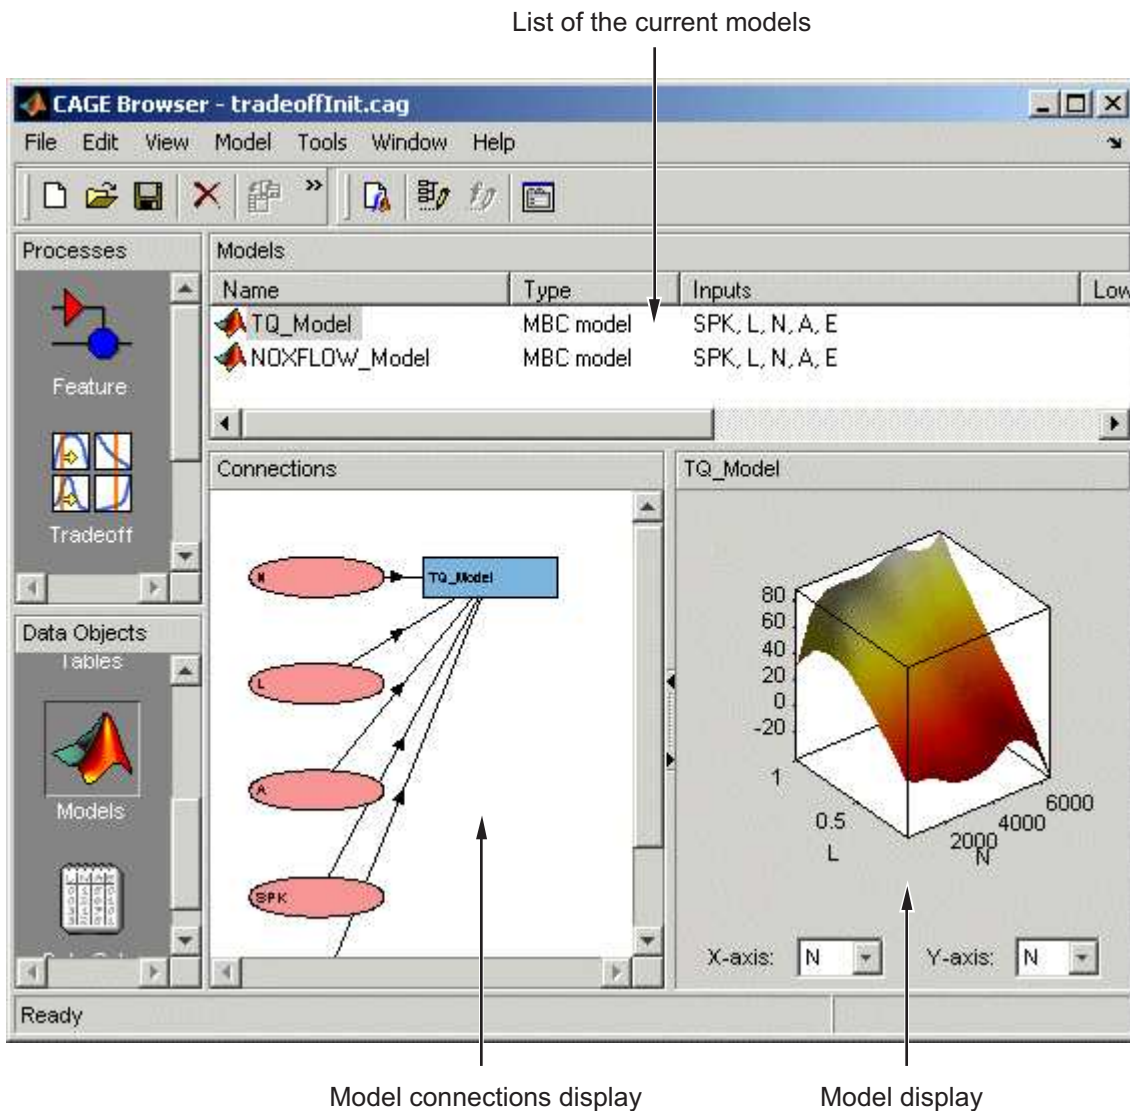 List of the current models
CAGE Browser - tradeoffInit.cag
File Edit View Model Tools Window Help
Processes
Feature
Tradeoff
Models
Name Type Inputs Low
TQ_Model MBC model SPK, L, N, A, E
NOXFLOW_Model MBC model SPK, L, N, A, E
Data Objects
Tables
Models
Connections
N
TQ_Model
L
A
SPK
TQ_Model
80
60
40
20
0
-20
1
0.5
L
2000
4000
6000
N
X-axis: N Y-axis: N
Ready
Model connections display
Model display